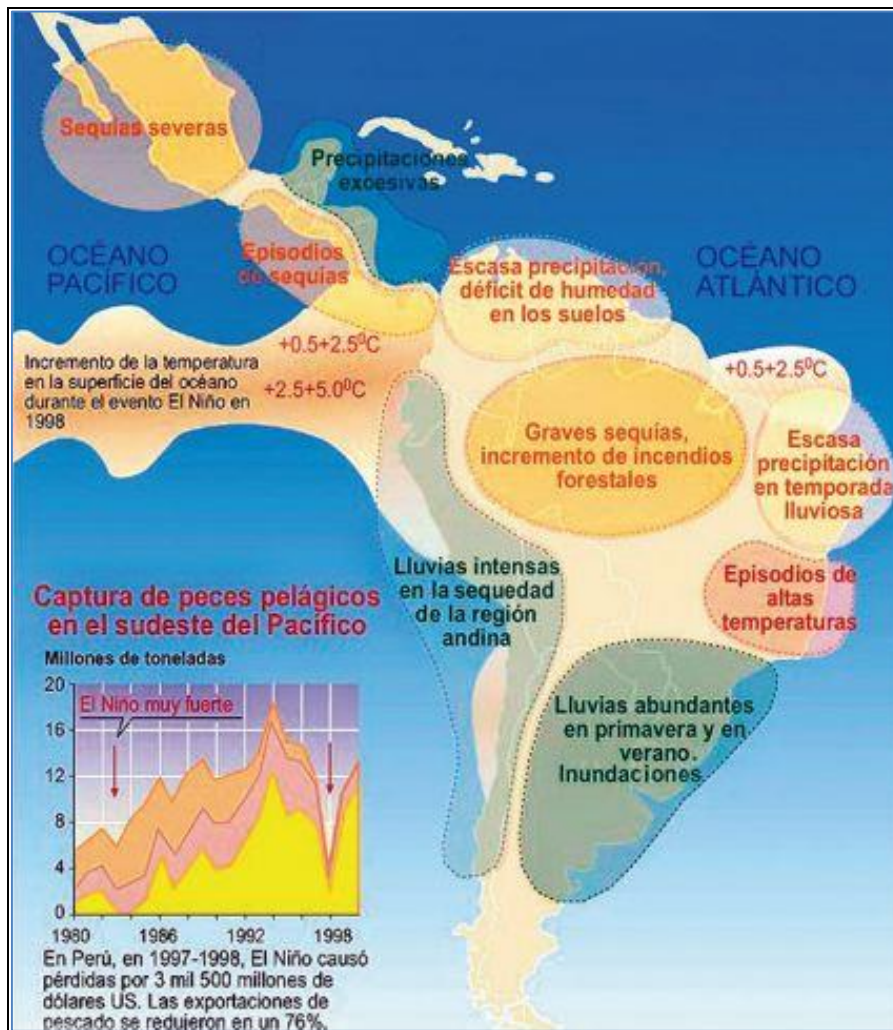 Sequías severas
Precipitaciones
excesivas
OCÉANO
PACÍFICO
Episodios
de sequías
Escasa precipitación,
déficit de humedad
en los suelos
OCÉANO
ATLÁNTICO
+0.5+2.5⁰C
+2.5+5.0⁰C
Incremento de la temperatura
en la superficie del océano
durante el evento El Niño en
1998
+0.5+2.5⁰C
Graves sequías,
incremento de incendios
forestales
Escasa
precipitación
en temporada
lluviosa
Lluvias intensas
en la sequedad
de la región
andina
Episodios de
altas
temperaturas
Lluvias abundantes
en primavera y en
verano.
Inundaciones
Captura de peces pelágicos
en el sudeste del Pacífico
Millones de toneladas
20
El Niño muy fuerte
16
12
8
4
0
1980 1986 1992 1998
En Perú, en 1997-1998, El Niño causó
pérdidas por 3 mil 500 millones de
dólares US. Las exportaciones de
pescado se redujeron en un 76%.